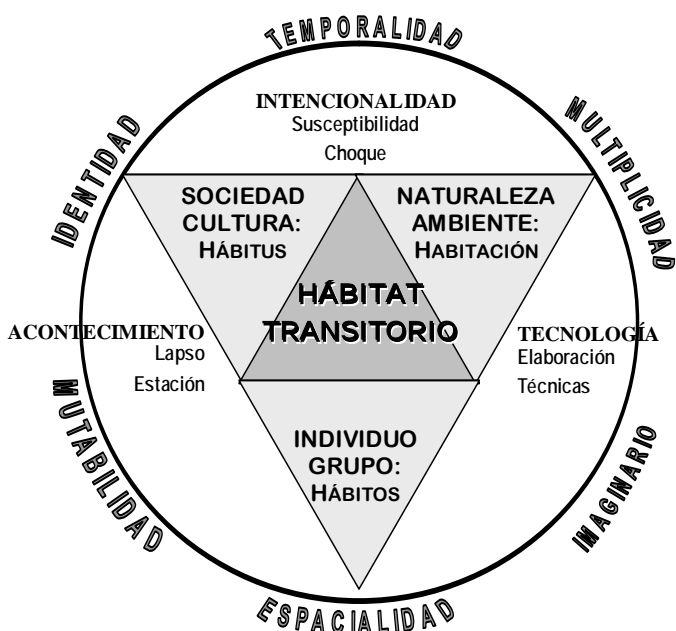 TEMPORALIDAD
INTENCIONALIDAD
Susceptibilidad
Choque
IDENTIDAD
MULTIPLICIDAD
SOCIEDAD
CULTURA:
HÁBITUS
NATURALEZA
AMBIENTE:
HABITACIÓN
HÁBITAT
TRANSITORIO
ACONTECIMIENTO
Lapso
Estación
TECNOLOGÍA
Elaboración
Técnicas
MUTABILIDAD
INDIVIDUO
GRUPO:
HÁBITOS
IMAGINARIO
ESPACIALIDAD